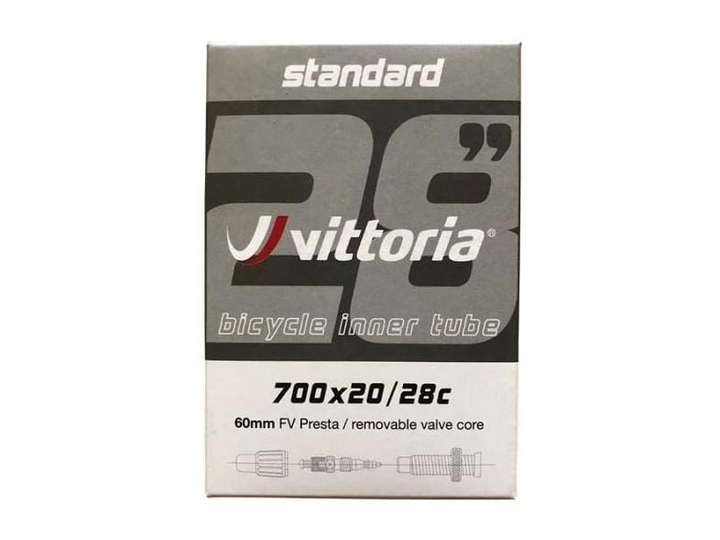 standard
28”
vittoria®
bicycle inner tube
700x20/28c
60mm FV Presta / removable valve core